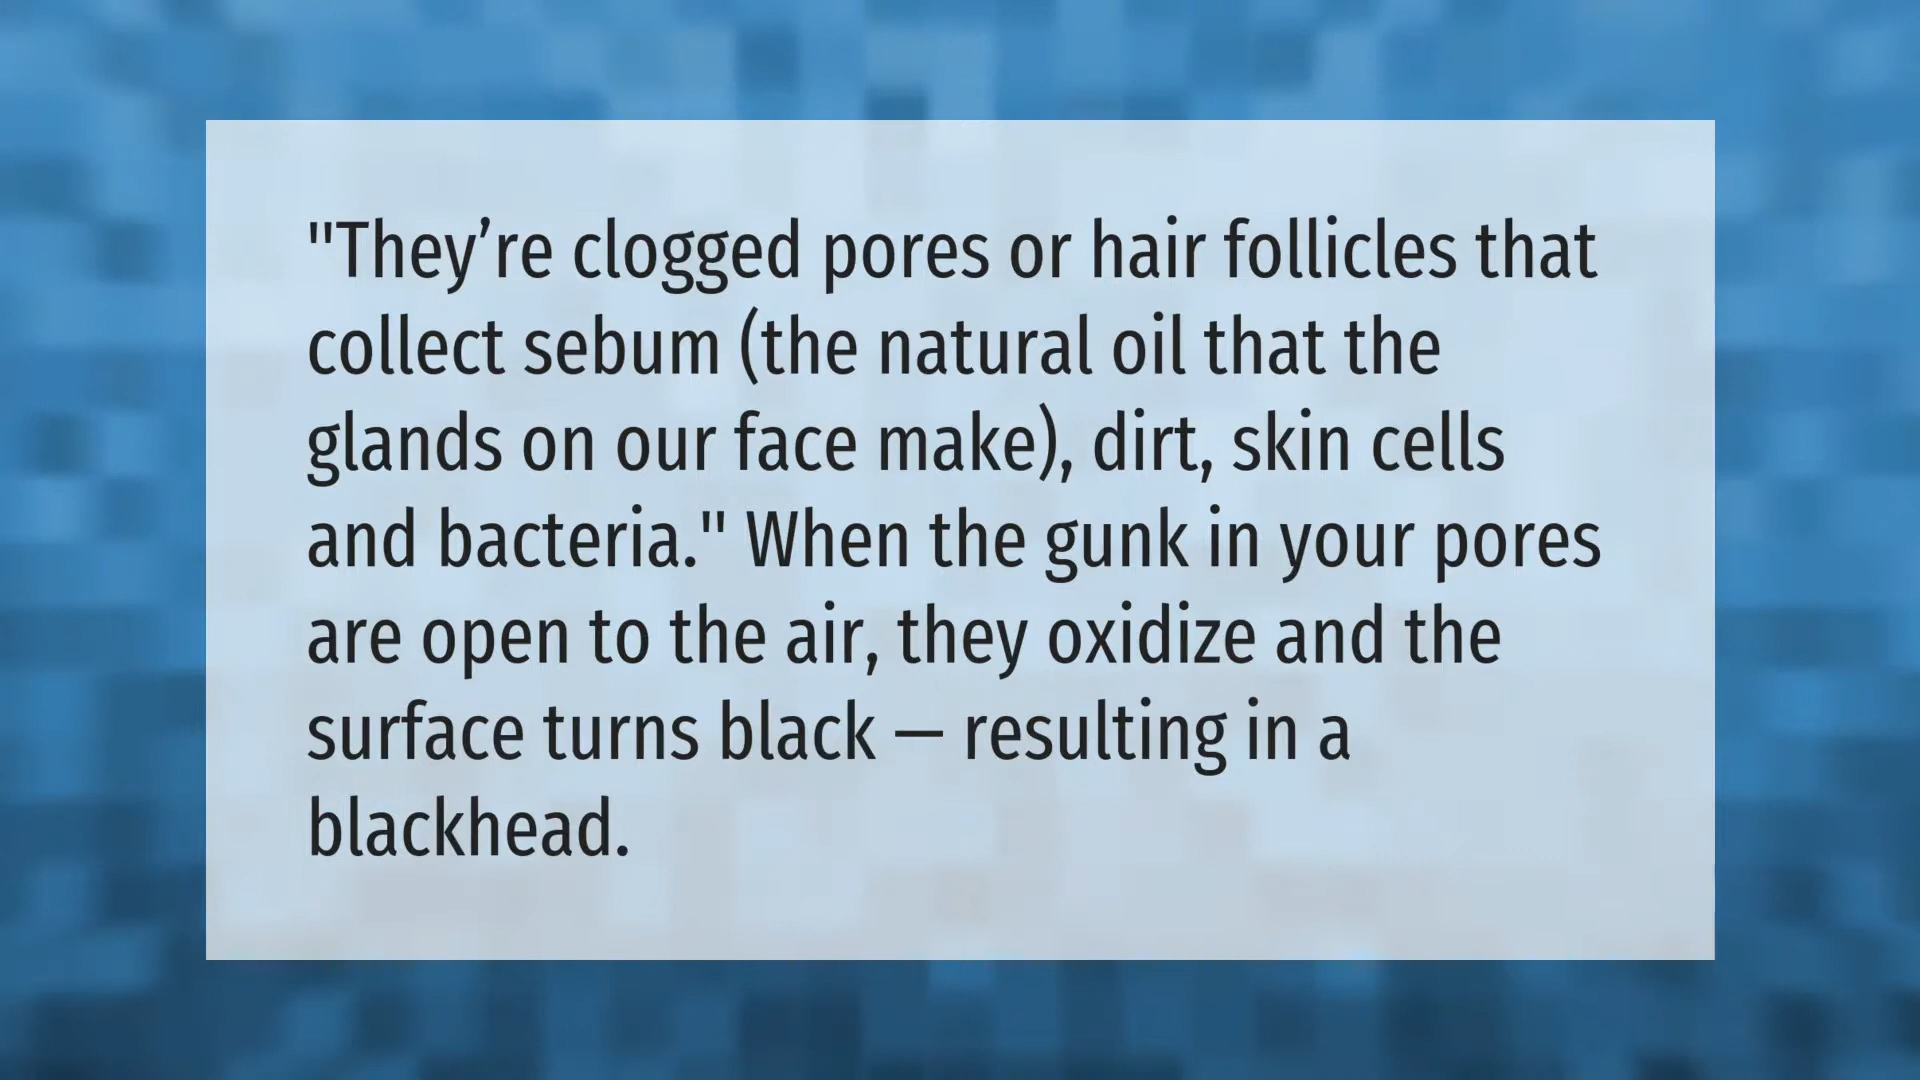 "They’re clogged pores or hair follicles that
collect sebum (the natural oil that the
glands on our face make), dirt, skin cells
and bacteria." When the gunk in your pores
are open to the air, they oxidize and the
surface turns black — resulting in a
blackhead.